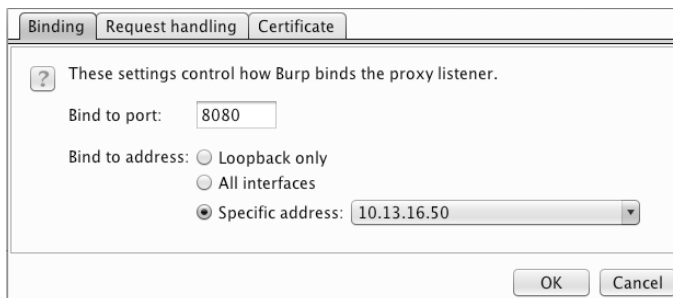 Binding Request handling Certificate
? These settings control how Burp binds the proxy listener.
Bind to port: 8080
Bind to address: Loopback only
All interfaces
Specific address: 10.13.16.50
OK Cancel